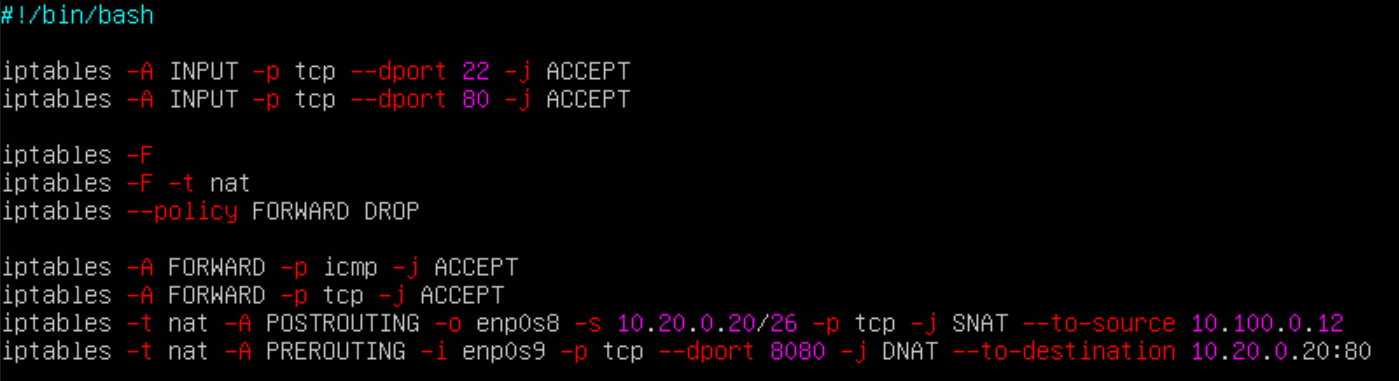 #!/bin/bash
iptables -A INPUT -p tcp --dport 22 -j ACCEPT
iptables -A INPUT -p tcp --dport 80 -j ACCEPT
iptables -F
iptables -F -t nat
iptables --policy FORWARD DROP
iptables -A FORWARD -p icmp -j ACCEPT
iptables -A FORWARD -p tcp -j ACCEPT
iptables -t nat -A POSTROUTING -o enp0s8 -s 10.20.0.20/26 -p tcp -j SNAT --to-source 10.100.0.12
iptables -t nat -A PREROUTING -i enp0s9 -p tcp --dport 8080 -j DNAT --to-destination 10.20.0.20:80